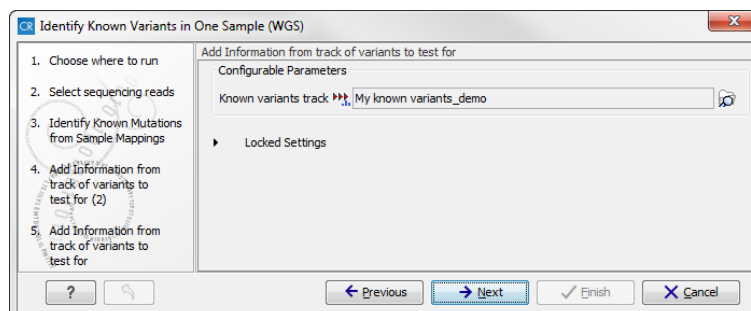 CR Identify Known Variants in One Sample (WGS)
1. Choose where to run
2. Select sequencing reads
3. Identify Known Mutations
from Sample Mappings
4. Add Information from
track of variants to
test for (2)
5. Add Information from
track of variants to
test for
Add Information from track of variants to test for
Configurable Parameters
Known variants track My known variants_demo
Locked Settings
? Previous Next Finish Cancel